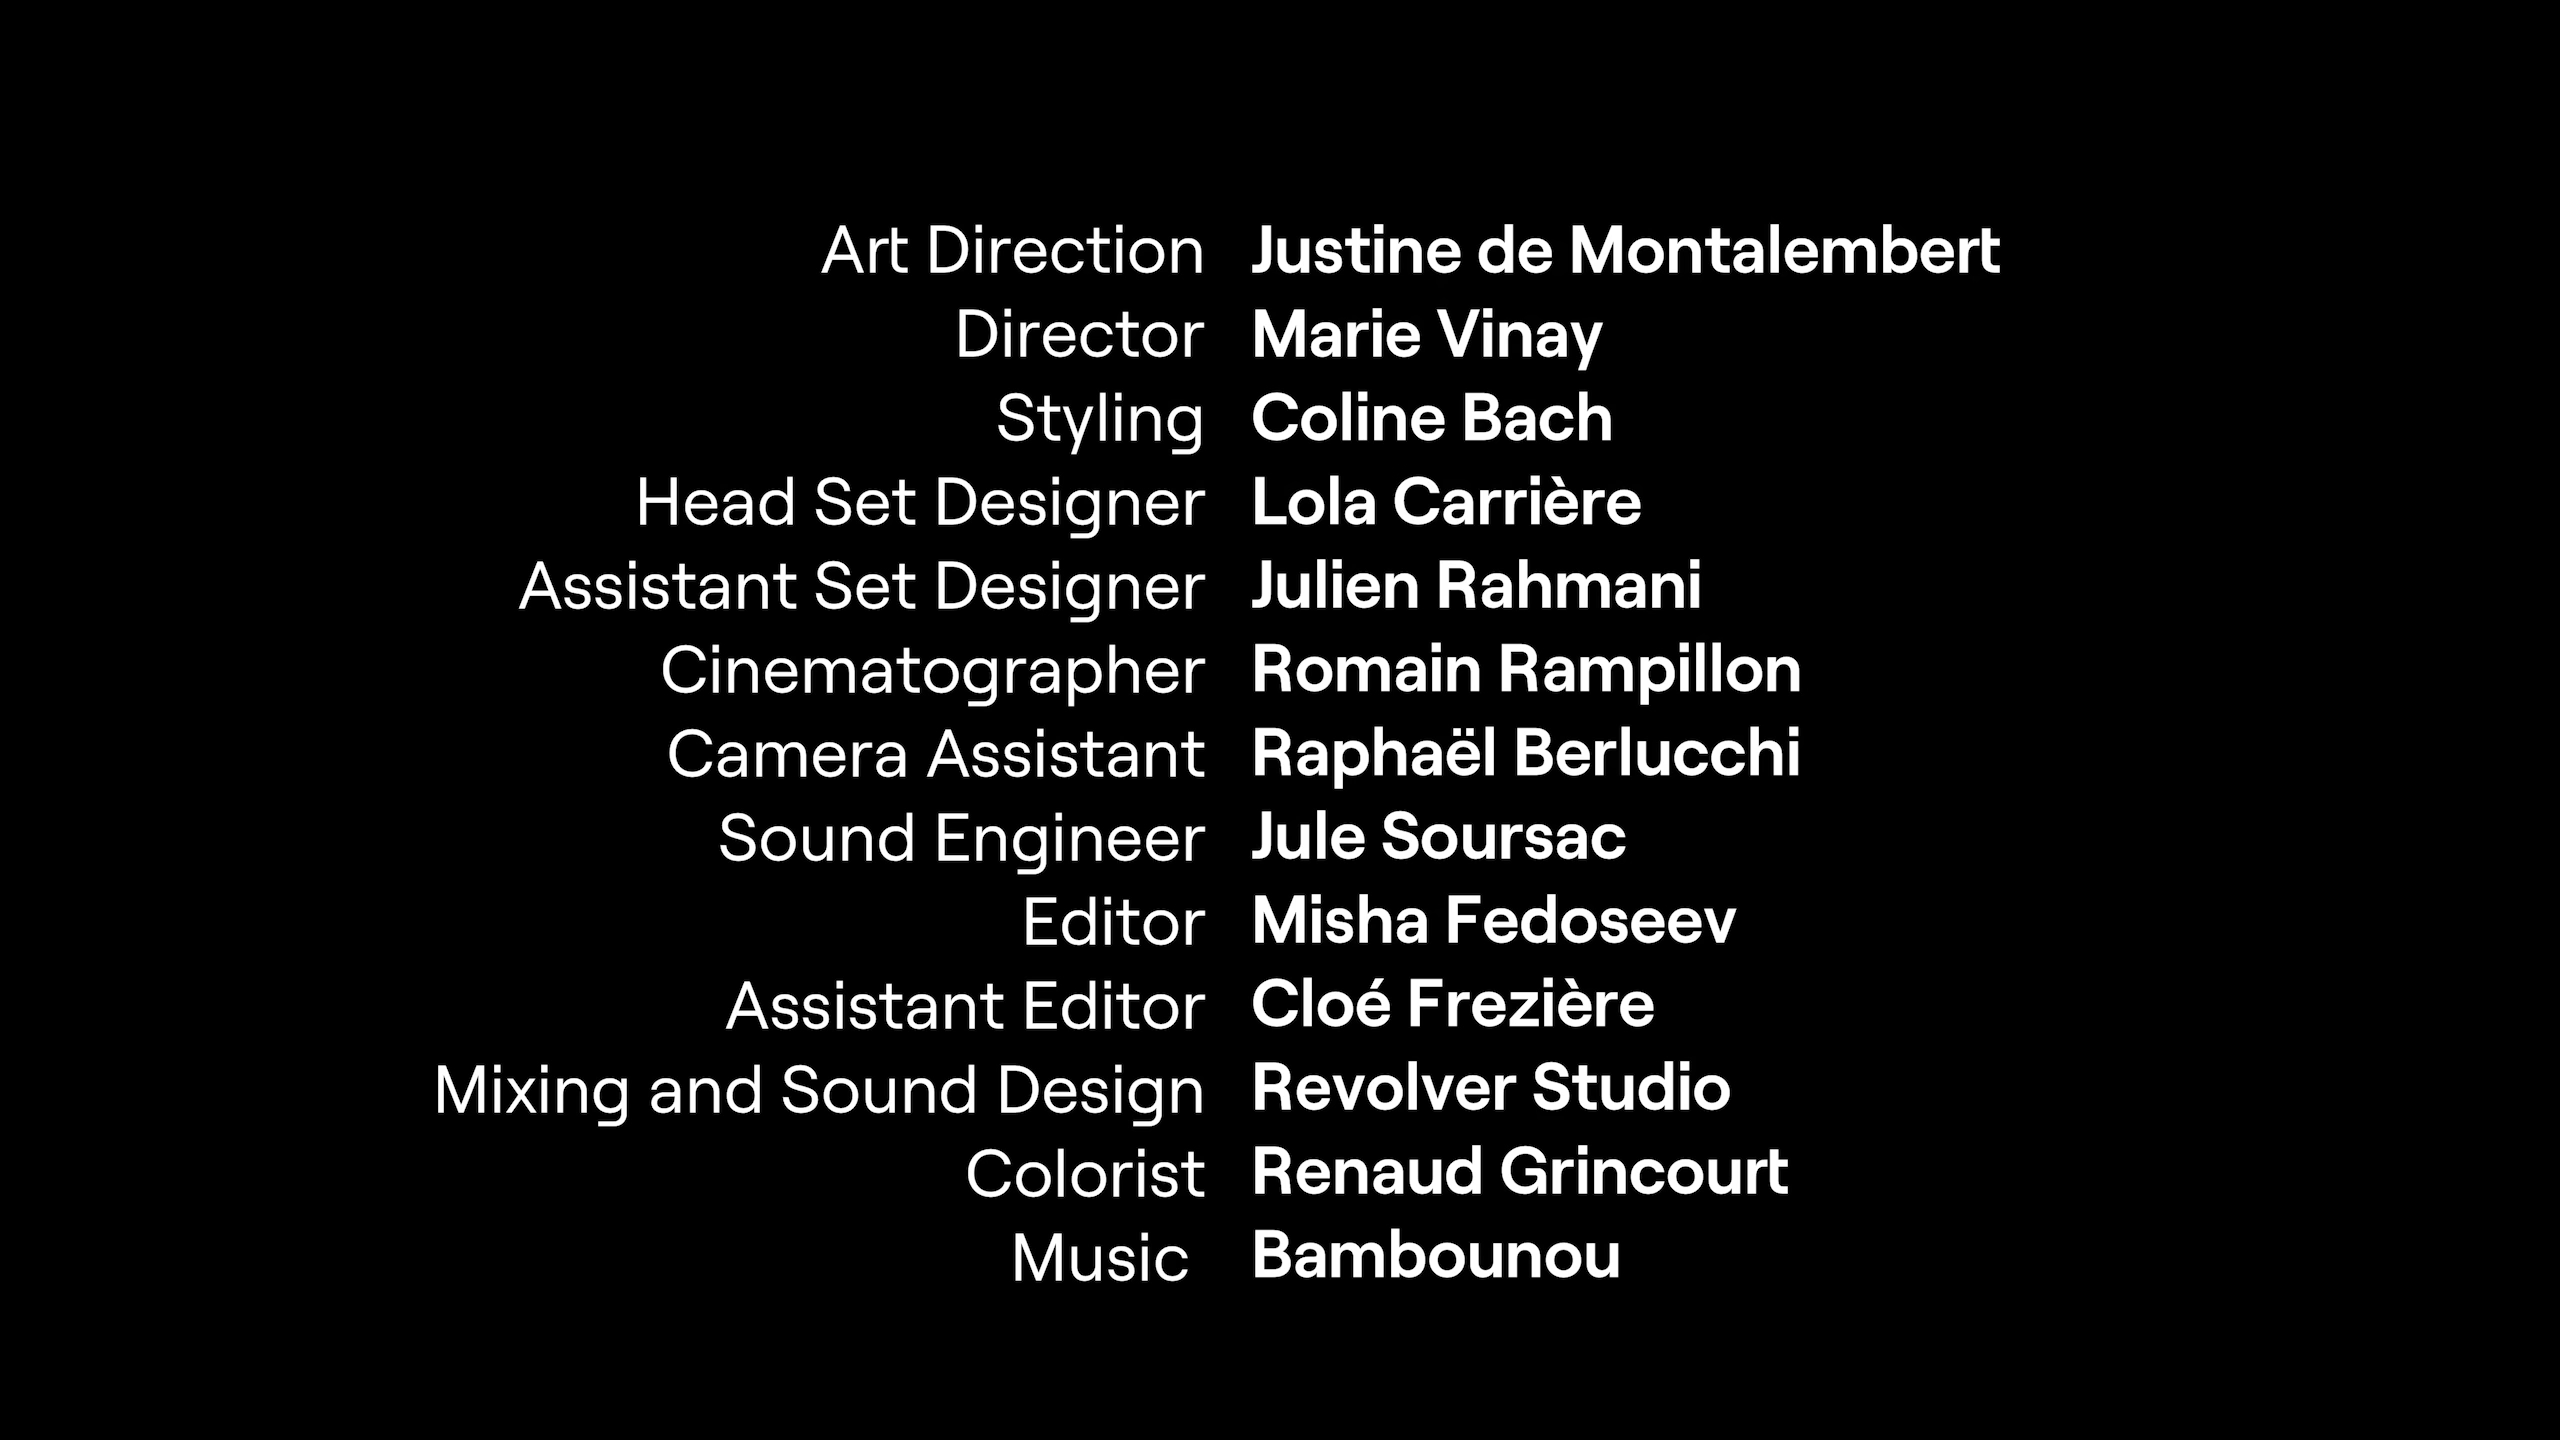 Art Direction Justine de Montalembert
Director Marie Vinay
Styling Coline Bach
Head Set Designer Lola Carrière
Assistant Set Designer Julien Rahmani
Cinematographer Romain Rampillon
Camera Assistant Raphaël Berlucchi
Sound Engineer Jule Soursac
Editor Misha Fedoseev
Assistant Editor Cloé Frezière
Mixing and Sound Design Revolver Studio
Colorist Renaud Grincourt
Music Bambounou